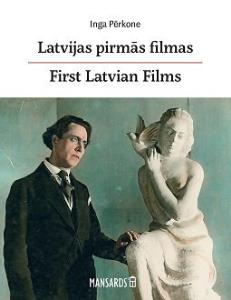 Inga Pērkone
Latvijas pirmās filmas
First Latvian Films
MANSARDS